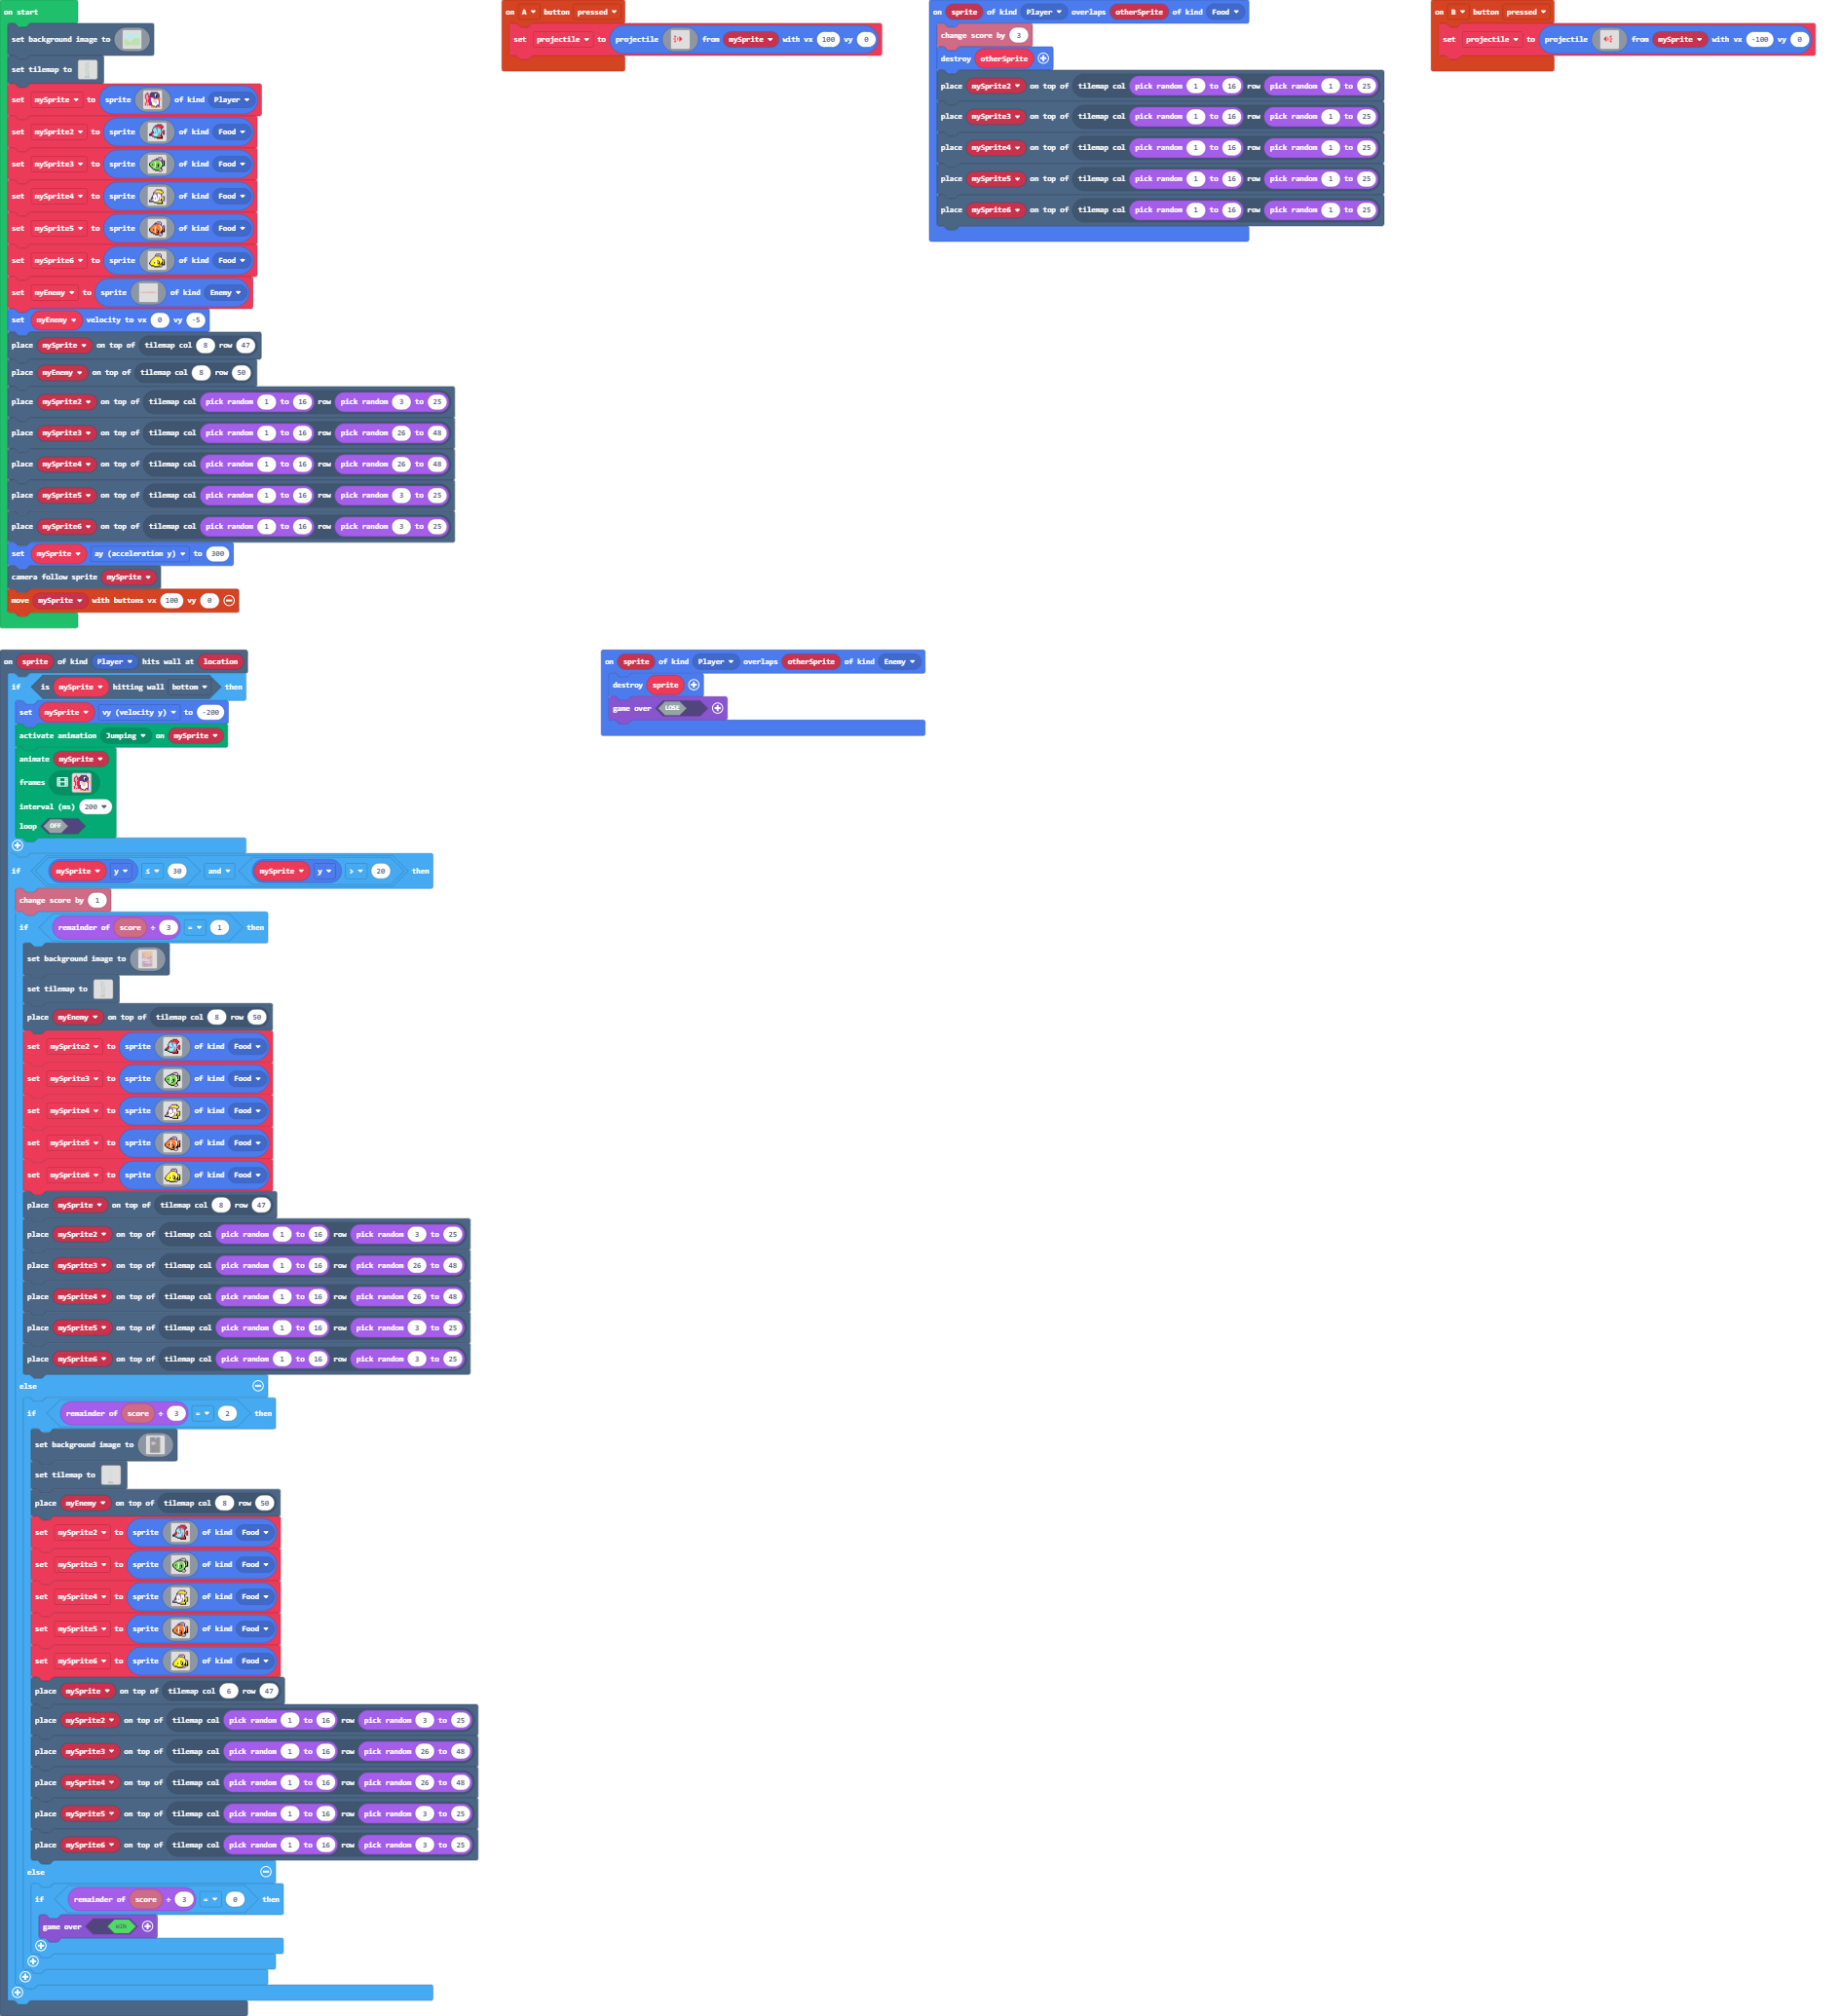 on start
set background image to
set tilemap to
set mySprite to sprite of kind Player
set mySprite2 to sprite of kind Food
set mySprite3 to sprite of kind Food
set mySprite4 to sprite of kind Food
set mySprite5 to sprite of kind Food
set mySprite6 to sprite of kind Food
set myEnemy to sprite of kind Enemy
set myEnemy velocity to vx 0 vy -5
place mySprite on top of tilemap col 8 row 47
place myEnemy on top of tilemap col 8 row 50
place mySprite2 on top of tilemap col pick random 1 to 16 row pick random 3 to 25
place mySprite3 on top of tilemap col pick random 1 to 16 row pick random 26 to 48
place mySprite4 on top of tilemap col pick random 1 to 16 row pick random 26 to 48
place mySprite5 on top of tilemap col pick random 1 to 16 row pick random 3 to 25
place mySprite6 on top of tilemap col pick random 1 to 16 row pick random 3 to 25
set mySprite ay (acceleration y) to 300
camera follow sprite mySprite
move mySprite with buttons vx 100 vy 0
on A button pressed
set projectile to projectile from mySprite with vx 100 vy 0
on sprite of kind Player overlaps otherSprite of kind Food
change score by 3
destroy otherSprite
place mySprite2 on top of tilemap col pick random 1 to 16 row pick random 1 to 25
place mySprite3 on top of tilemap col pick random 1 to 16 row pick random 1 to 25
place mySprite4 on top of tilemap col pick random 1 to 16 row pick random 1 to 25
place mySprite5 on top of tilemap col pick random 1 to 16 row pick random 1 to 25
place mySprite6 on top of tilemap col pick random 1 to 16 row pick random 1 to 25
on B button pressed
set projectile to projectile from mySprite with vx -100 vy 0
on sprite of kind Player hits wall at location
if is mySprite hitting wall bottom then
set mySprite vy (velocity y) to -200
activate animation Jumping on mySprite
animate mySprite
frames
interval (ms) 200
loop OFF
if mySprite y ≤ 30 and mySprite y > 20 then
change score by 1
if remainder of score ÷ 3 = 1 then
set background image to
set tilemap to
place myEnemy on top of tilemap col 8 row 50
set mySprite2 to sprite of kind Food
set mySprite3 to sprite of kind Food
set mySprite4 to sprite of kind Food
set mySprite5 to sprite of kind Food
set mySprite6 to sprite of kind Food
place mySprite on top of tilemap col 8 row 47
place mySprite2 on top of tilemap col pick random 1 to 16 row pick random 3 to 25
place mySprite3 on top of tilemap col pick random 1 to 16 row pick random 26 to 48
place mySprite4 on top of tilemap col pick random 1 to 16 row pick random 26 to 48
place mySprite5 on top of tilemap col pick random 1 to 16 row pick random 3 to 25
place mySprite6 on top of tilemap col pick random 1 to 16 row pick random 3 to 25
else
if remainder of score ÷ 3 = 2 then
set background image to
set tilemap to
place myEnemy on top of tilemap col 8 row 50
set mySprite2 to sprite of kind Food
set mySprite3 to sprite of kind Food
set mySprite4 to sprite of kind Food
set mySprite5 to sprite of kind Food
set mySprite6 to sprite of kind Food
place mySprite on top of tilemap col 6 row 47
place mySprite2 on top of tilemap col pick random 1 to 16 row pick random 3 to 25
place mySprite3 on top of tilemap col pick random 1 to 16 row pick random 26 to 48
place mySprite4 on top of tilemap col pick random 1 to 16 row pick random 26 to 48
place mySprite5 on top of tilemap col pick random 1 to 16 row pick random 3 to 25
place mySprite6 on top of tilemap col pick random 1 to 16 row pick random 3 to 25
else
if remainder of score ÷ 3 = 0 then
game over WIN
on sprite of kind Player overlaps otherSprite of kind Enemy
destroy sprite
game over LOSE